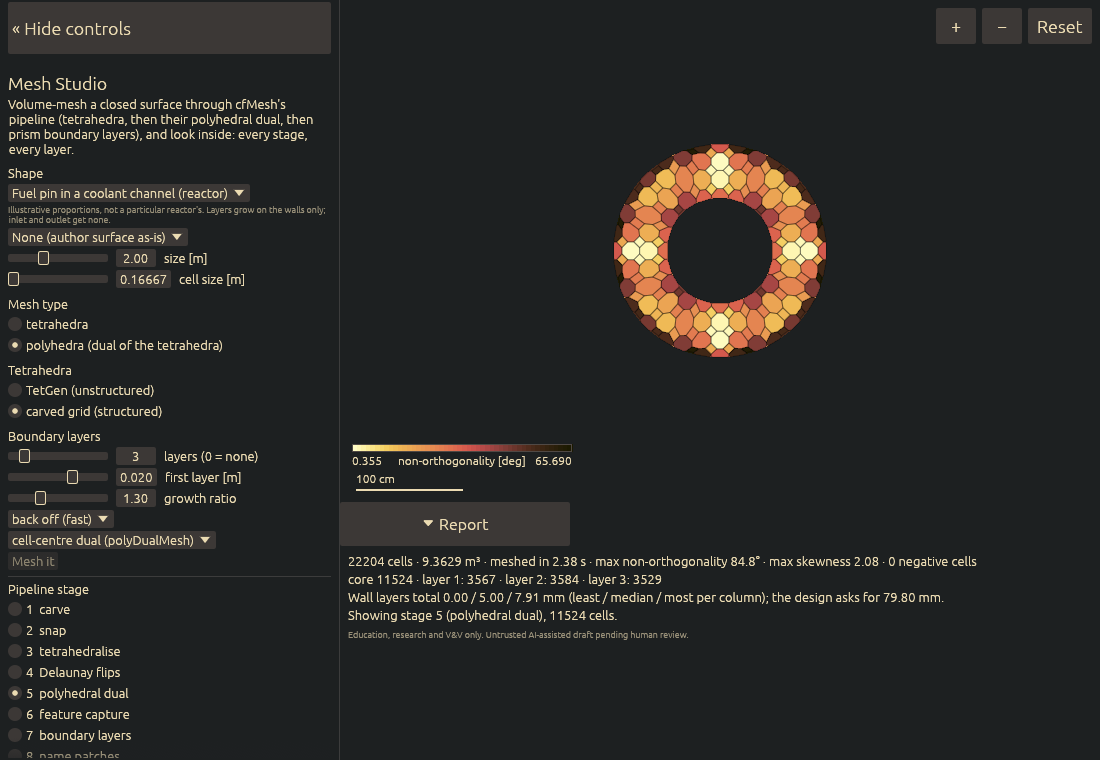 « Hide controls
+
−
Reset
Mesh Studio
Volume-mesh a closed surface through cfMesh's
pipeline (tetrahedra, then their polyhedral dual, then
prism boundary layers), and look inside: every stage,
every layer.
Shape
Fuel pin in a coolant channel (reactor)
Illustrative proportions, not a particular reactor's. Layers grow on the walls only;
inlet and outlet get none.
None (author surface as-is)
2.00 size [m]
0.16667 cell size [m]
Mesh type
tetrahedra
polyhedra (dual of the tetrahedra)
Tetrahedra
TetGen (unstructured)
carved grid (structured)
Boundary layers
3 layers (0 = none)
0.020 first layer [m]
1.30 growth ratio
back off (fast)
cell-centre dual (polyDualMesh)
Mesh it
Pipeline stage
1 carve
2 snap
3 tetrahedralise
4 Delaunay flips
5 polyhedral dual
6 feature capture
7 boundary layers
8 name patches
0.355 non-orthogonality [deg] 65.690
100 cm
Report
22204 cells · 9.3629 m³ · meshed in 2.38 s · max non-orthogonality 84.8° · max skewness 2.08 · 0 negative cells
core 11524 · layer 1: 3567 · layer 2: 3584 · layer 3: 3529
Wall layers total 0.00 / 5.00 / 7.91 mm (least / median / most per column); the design asks for 79.80 mm.
Showing stage 5 (polyhedral dual), 11524 cells.
Education, research and V&V only. Untrusted AI-assisted draft pending human review.